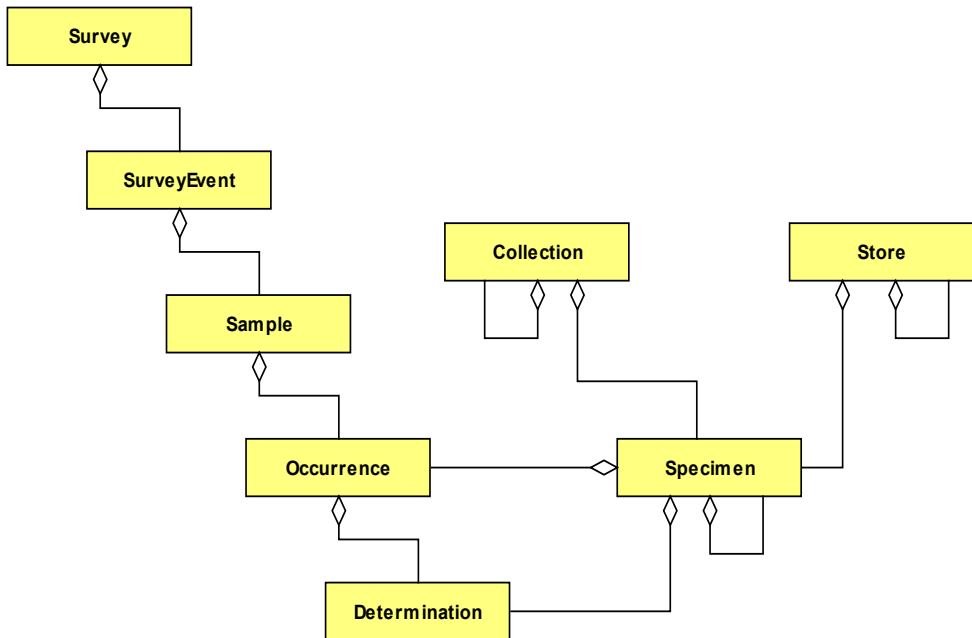 Survey
SurveyEvent
Collection
Store
Sample
Occurrence
Specimen
Determination